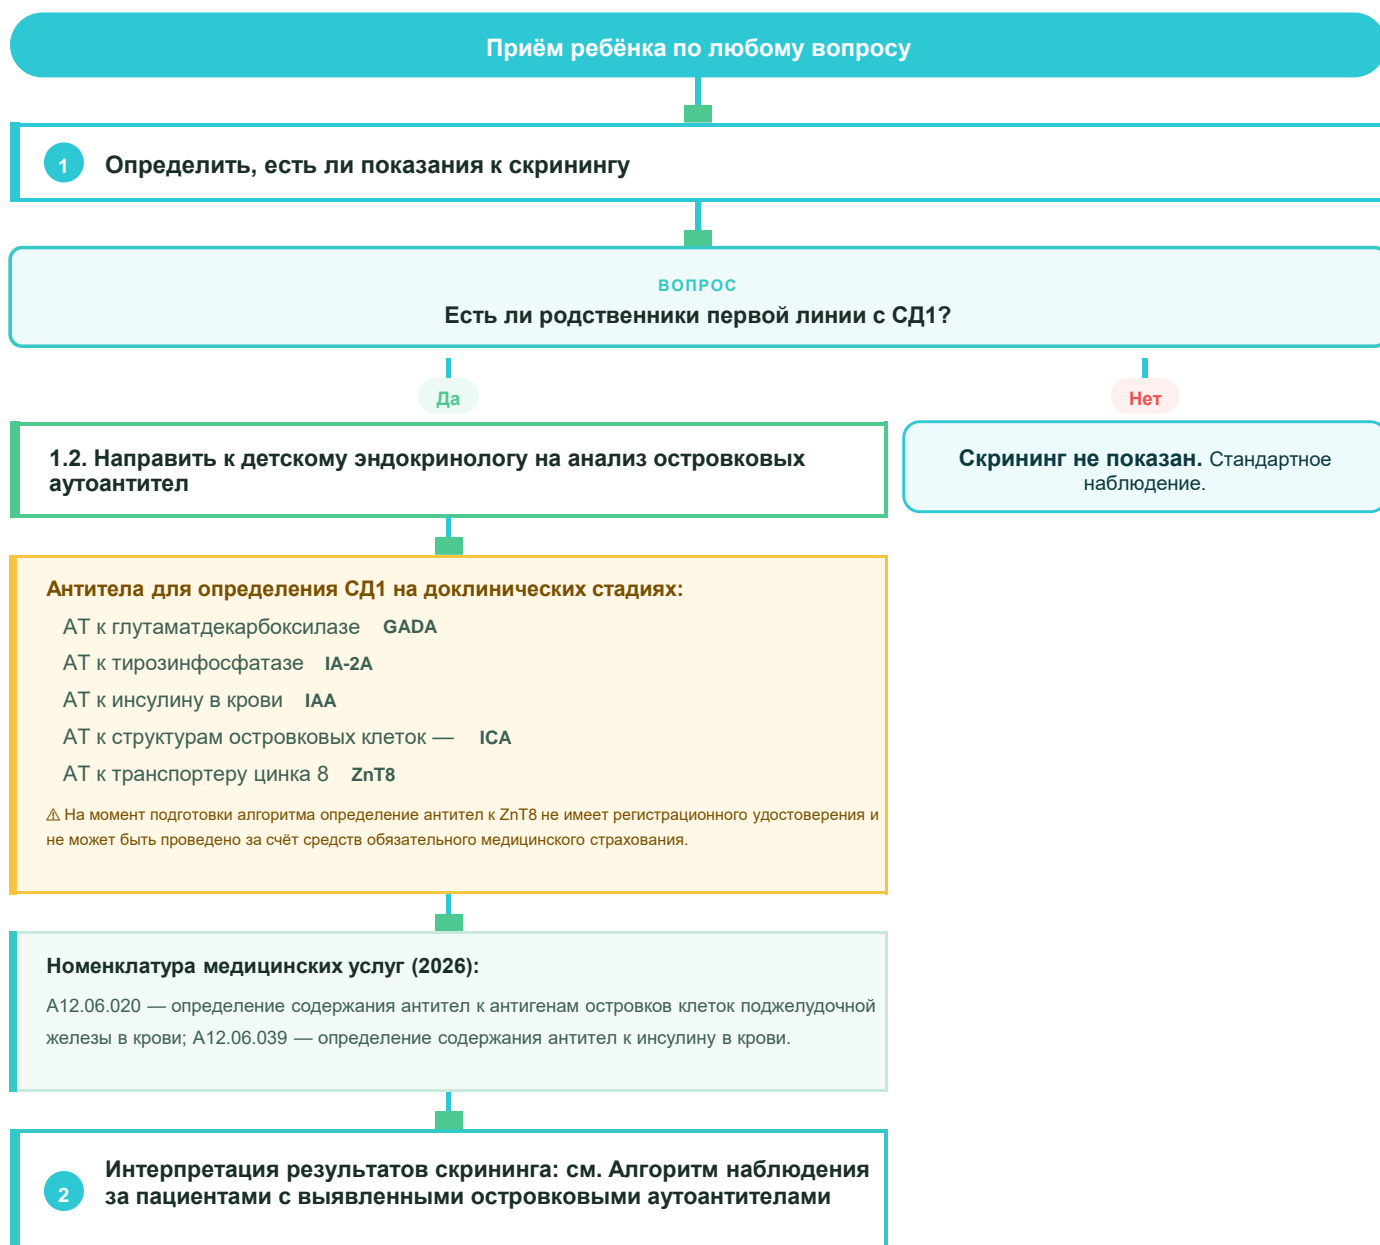 Приём ребёнка по любому вопросу
1 Определить, есть ли показания к скринингу
ВОПРОС
Есть ли родственники первой линии с СД1?
Да
Нет
1.2. Направить к детскому эндокринологу на анализ островковых
аутоантител
Скрининг не показан. Стандартное
наблюдение.
Антитела для определения СД1 на доклинических стадиях:
АТ к глутаматдекарбоксилазе GADA
АТ к тирозинфосфатазе IA-2A
АТ к инсулину в крови IAA
АТ к структурам островковых клеток — ICA
АТ к транспортеру цинка 8 ZnT8
⚠ На момент подготовки алгоритма определение антител к ZnT8 не имеет регистрационного удостоверения и
не может быть проведено за счёт средств обязательного медицинского страхования.
Номенклатура медицинских услуг (2026):
A12.06.020 — определение содержания антител к антигенам островков клеток поджелудочной
железы в крови; A12.06.039 — определение содержания антител к инсулину в крови.
2 Интерпретация результатов скрининга: см. Алгоритм наблюдения
за пациентами с выявленными островковыми аутоантителами